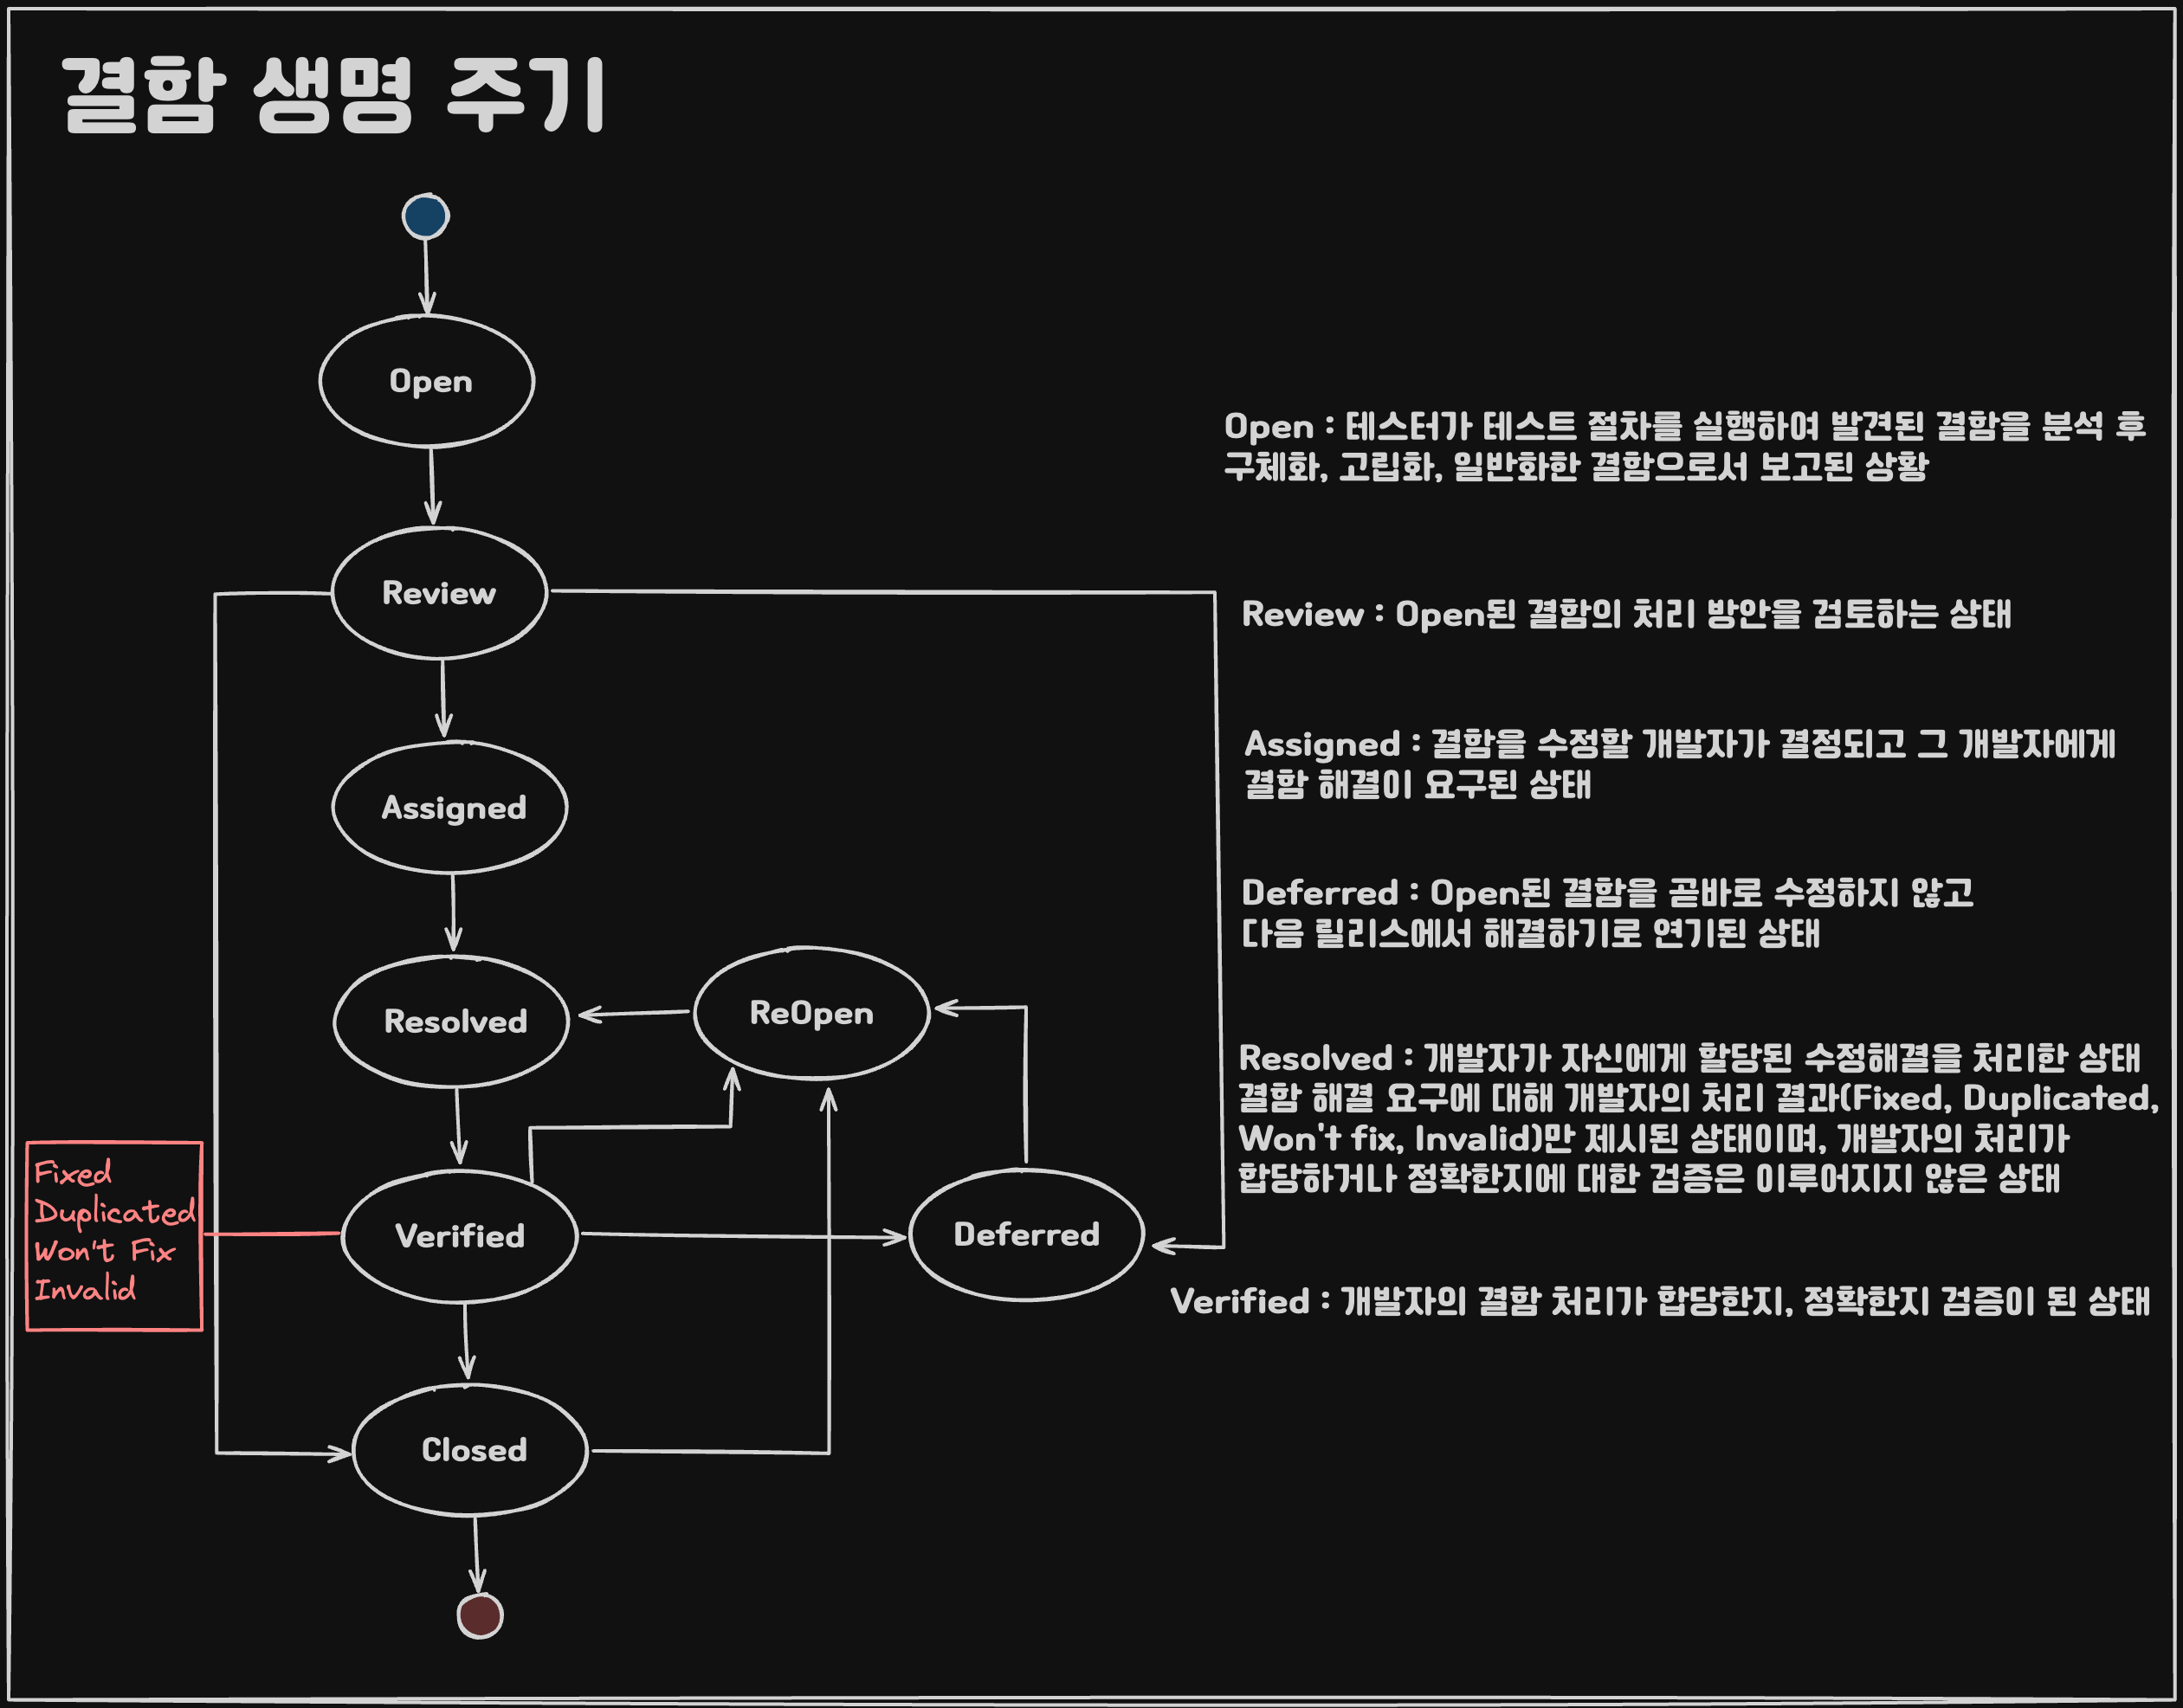 결함 생명 주기
Open
Open : 테스터가 테스트 절차를 실행하여 발견된 결함을 분석 후
구체화, 고립화, 일반화한 결함으로서 보고된 상황
Review
Review : Open된 결함의 처리 방안을 검토하는 상태
Assigned : 결함을 수정할 개발자가 결정되고 그 개발자에게
결함 해결이 요구된 상태
Assigned
Deferred : Open된 결함을 곧바로 수정하지 않고
다음 릴리스에서 해결하기로 연기된 상태
Resolved
ReOpen
Resolved : 개발자가 자신에게 할당된 수정해결을 처리한 상태
결함 해결 요구에 대해 개발자의 처리 결과(Fixed, Duplicated,
Won't fix, Invalid)만 제시된 상태이며, 개발자의 처리가
합당하거나 정확한지에 대한 검증은 이루어지지 않은 상태
Fixed
Duplicated
Won't Fix
Invalid
Verified
Deferred
Verified : 개발자의 결함 처리가 합당한지, 정확한지 검증이 된 상태
Closed